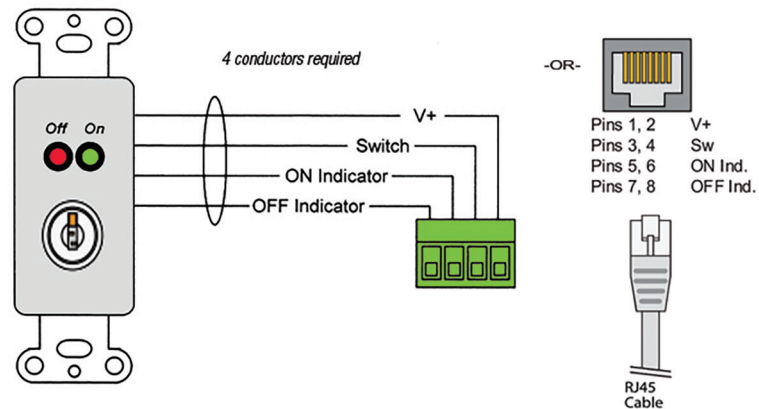 4 conductors required
Off On
V+
Switch
ON Indicator
OFF Indicator
-OR-
Pins 1, 2 V+
Pins 3, 4 Sw
Pins 5, 6 ON Ind.
Pins 7, 8 OFF Ind.
RJ45
Cable